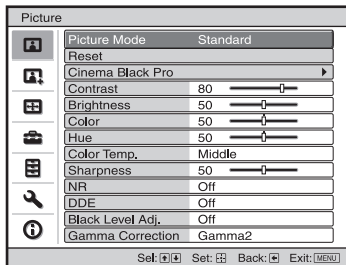 Picture
Picture Mode Standard
Reset
Cinema Black Pro
Contrast 80
Brightness 50
Color 50
Hue 50
Color Temp. Middle
Sharpness 50
NR Off
DDE Off
Black Level Adj. Off
Gamma Correction Gamma2
Sel: Set: Back: Exit: MENU